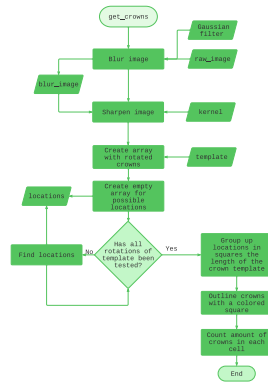 get_crowns
Gaussian
filter
Blur image
raw_image
blur_image
Sharpen image
kernel
Create array
with rotated
crowns
template
Create empty
array for
possible
locations
locations
Has all
rotations of
template been
tested?
No
Yes
Find locations
Group up
locations in
squares the
length of the
crown template
Outline crowns
with a colored
square
Count amount of
crowns in each
cell
End